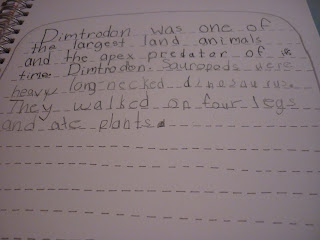 Dimtrodon was one of
the largest land animals
and the apex predator of its
time. Dimtrodon. Sauropods were
heavy long-necked dinosaurs.
They walked on four legs
and ate plants.